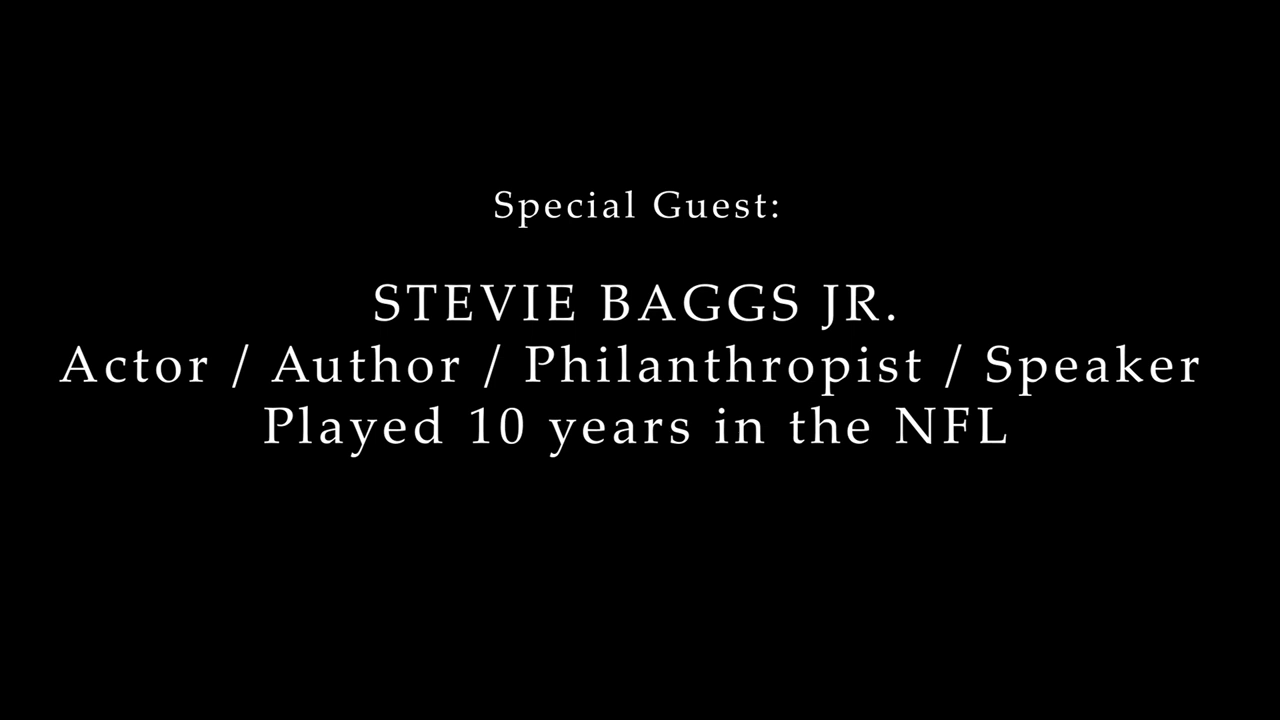 Special Guest:
STEVIE BAGGS JR.
Actor / Author / Philanthropist / Speaker
Played 10 years in the NFL